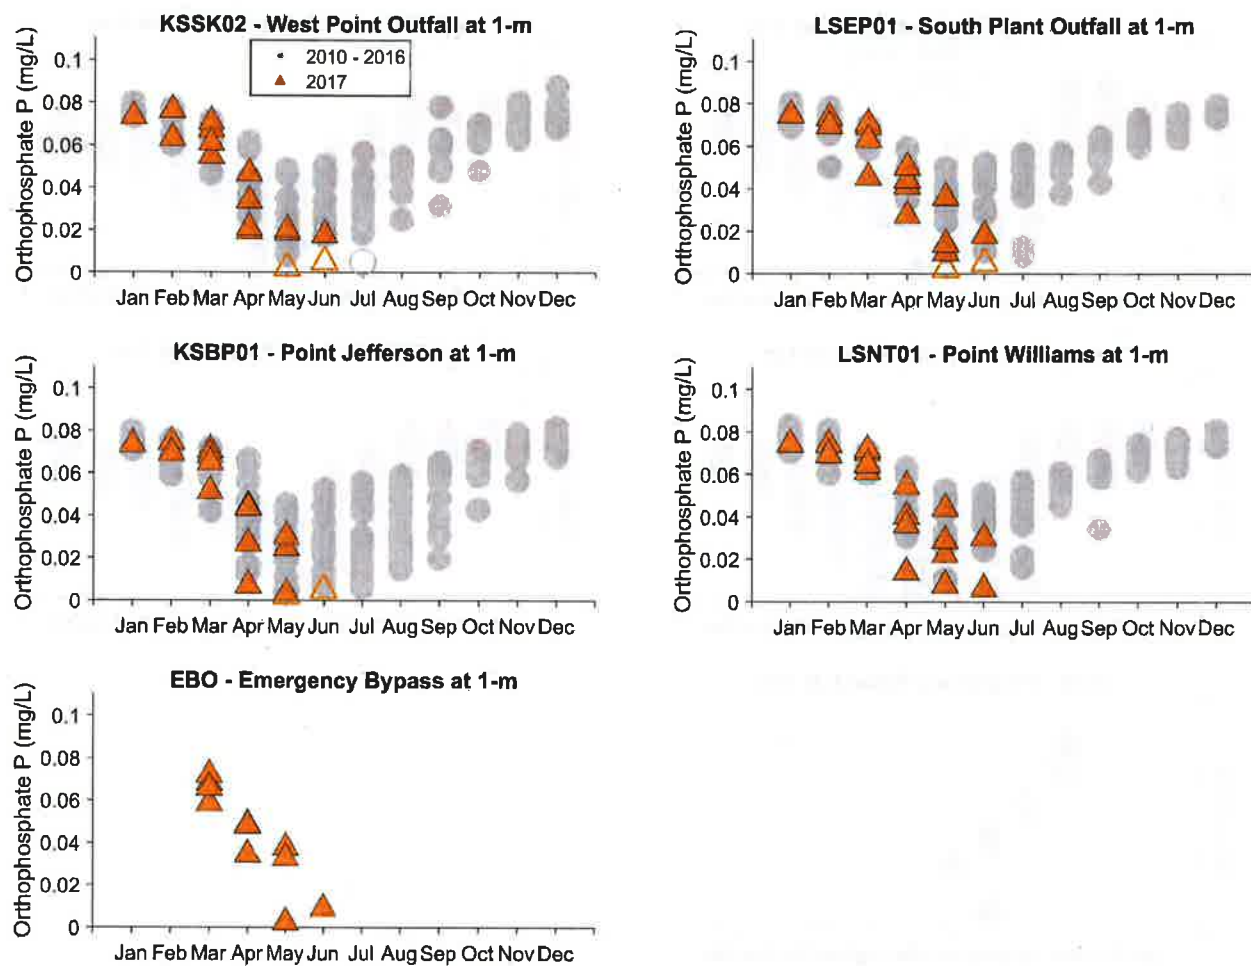 KSSK02 - West Point Outfall at 1-m
2010 - 2016
2017
Orthophosphate P (mg/L)
0.1
0.08
0.06
0.04
0.02
0
Jan Feb Mar Apr May Jun Jul Aug Sep Oct Nov Dec
LSEP01 - South Plant Outfall at 1-m
Orthophosphate P (mg/L)
0.1
0.08
0.06
0.04
0.02
0
Jan Feb Mar Apr May Jun Jul Aug Sep Oct Nov Dec
KSBP01 - Point Jefferson at 1-m
Orthophosphate P (mg/L)
0.1
0.08
0.06
0.04
0.02
0
Jan Feb Mar Apr May Jun Jul Aug Sep Oct Nov Dec
LSNT01 - Point Williams at 1-m
Orthophosphate P (mg/L)
0.1
0.08
0.06
0.04
0.02
0
Jan Feb Mar Apr May Jun Jul Aug Sep Oct Nov Dec
EBO - Emergency Bypass at 1-m
Orthophosphate P (mg/L)
0.1
0.08
0.06
0.04
0.02
0
Jan Feb Mar Apr May Jun Jul Aug Sep Oct Nov Dec